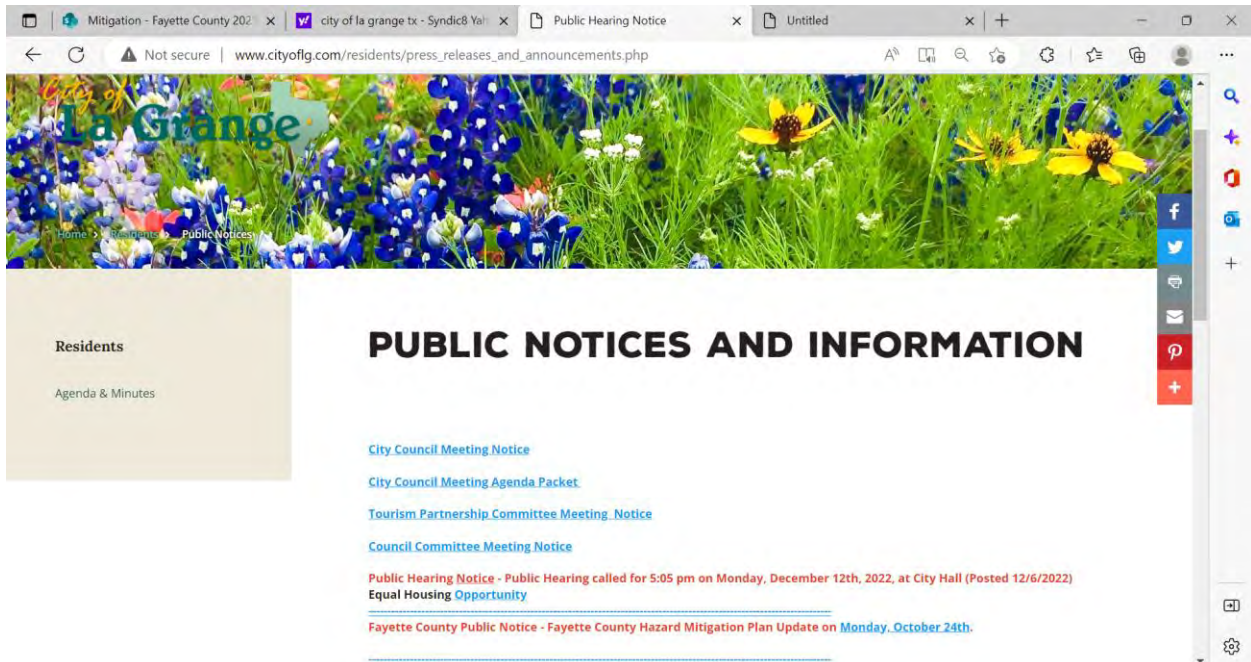 Mitigation - Fayette County 202
city of la grange tx - Syndic8 Yah
Public Hearing Notice
Untitled
Not secure | www.cityoflg.com/residents/press_releases_and_announcements.php
City of
La Grange
Home > Residents > Public Notices
Residents
Agenda & Minutes
PUBLIC NOTICES AND INFORMATION
City Council Meeting Notice
City Council Meeting Agenda Packet
Tourism Partnership Committee Meeting Notice
Council Committee Meeting Notice
Public Hearing Notice - Public Hearing called for 5:05 pm on Monday, December 12th, 2022, at City Hall (Posted 12/6/2022)
Equal Housing Opportunity
Fayette County Public Notice - Fayette County Hazard Mitigation Plan Update on Monday, October 24th.